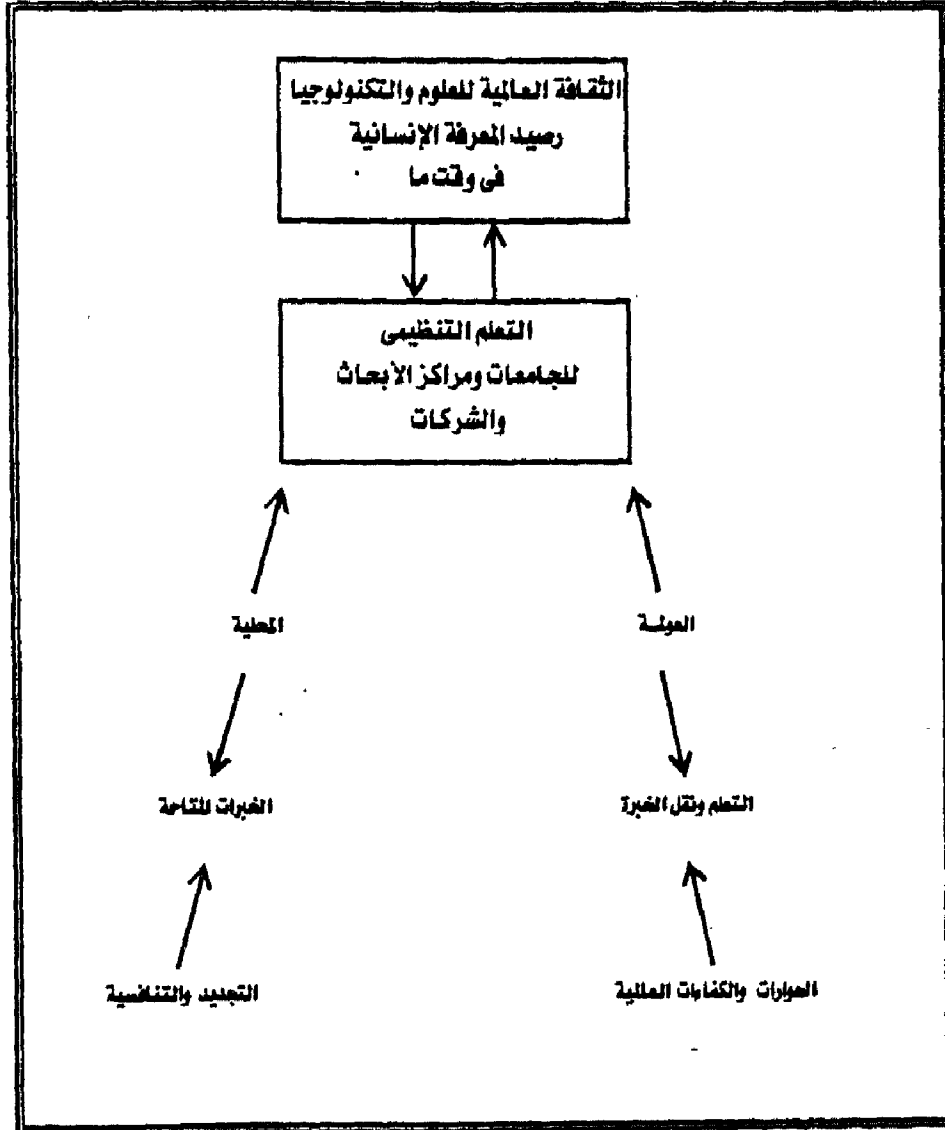 الثقافة العالمية للعلوم والتكنولوجيا
رصيد المعرفة الإنسانية
فى وقت ما
التعلم التنظيمى
للجامعات ومراكز الأبحاث
والشركات
العولمة
المحلية
التعلم ونقل الخبرة
الخبرات المتاحة
الحوارات والكفاءات العالمية
التجديد والتنافسية